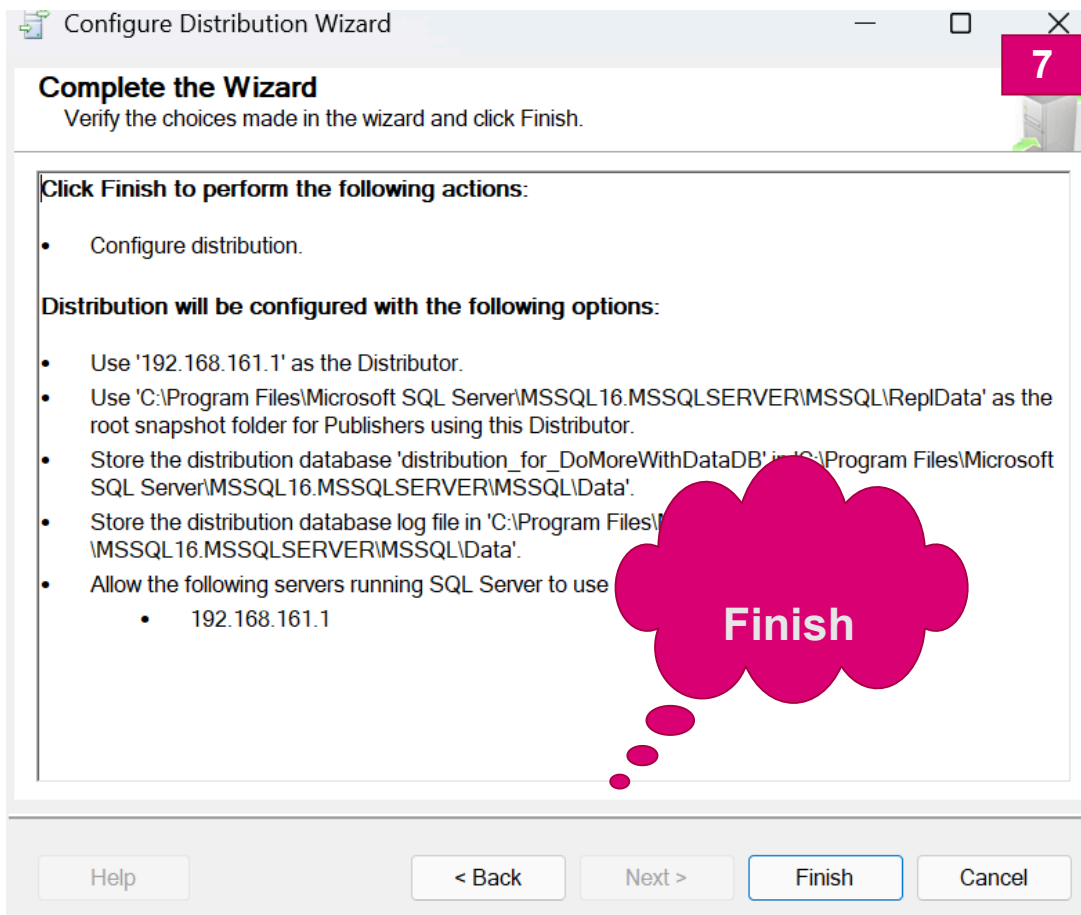 Configure Distribution Wizard
7
Complete the Wizard
Verify the choices made in the wizard and click Finish.
Click Finish to perform the following actions:
• Configure distribution.
Distribution will be configured with the following options:
• Use '192.168.161.1' as the Distributor.
• Use 'C:\Program Files\Microsoft SQL Server\MSSQL16.MSSQLSERVER\MSSQL\ReplData' as the
root snapshot folder for Publishers using this Distributor.
• Store the distribution database 'distribution_for_DoMoreWithDataDB' in 'C:\Program Files\Microsoft
SQL Server\MSSQL16.MSSQLSERVER\MSSQL\Data'.
• Store the distribution database log file in 'C:\Program Files\
\MSSQL16.MSSQLSERVER\MSSQL\Data'.
• Allow the following servers running SQL Server to use
• 192.168.161.1
Finish
Help
< Back
Next >
Finish
Cancel